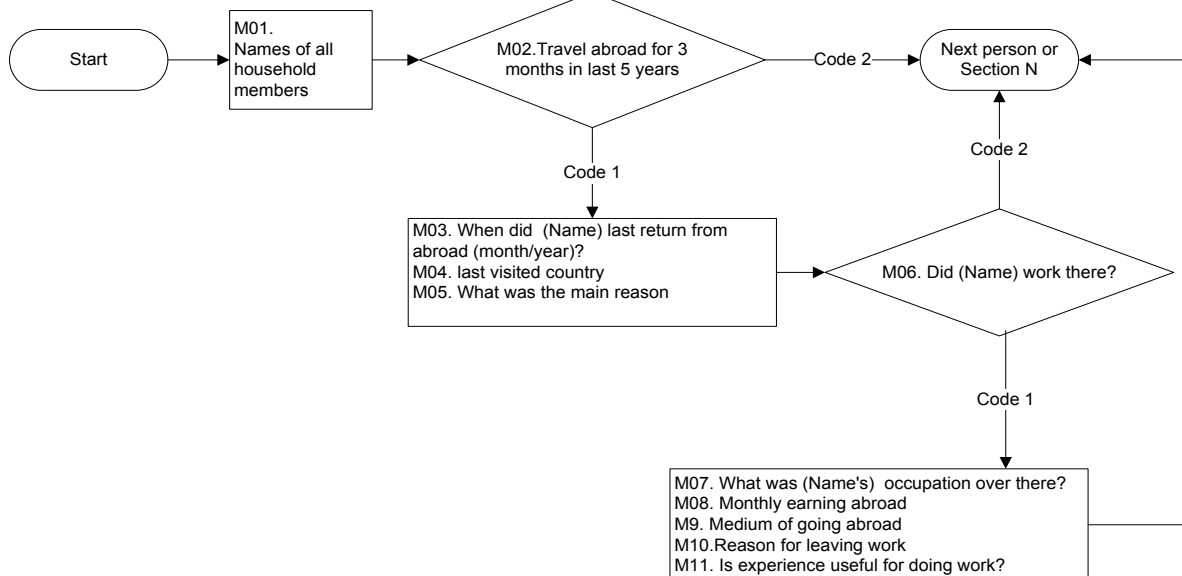 Start
M01.
Names of all
household
members
M02.Travel abroad for 3
months in last 5 years
Code 2
Next person or
Section N
Code 1
Code 2
M03. When did (Name) last return from
abroad (month/year)?
M04. last visited country
M05. What was the main reason
M06. Did (Name) work there?
Code 1
M07. What was (Name's) occupation over there?
M08. Monthly earning abroad
M9. Medium of going abroad
M10.Reason for leaving work
M11. Is experience useful for doing work?